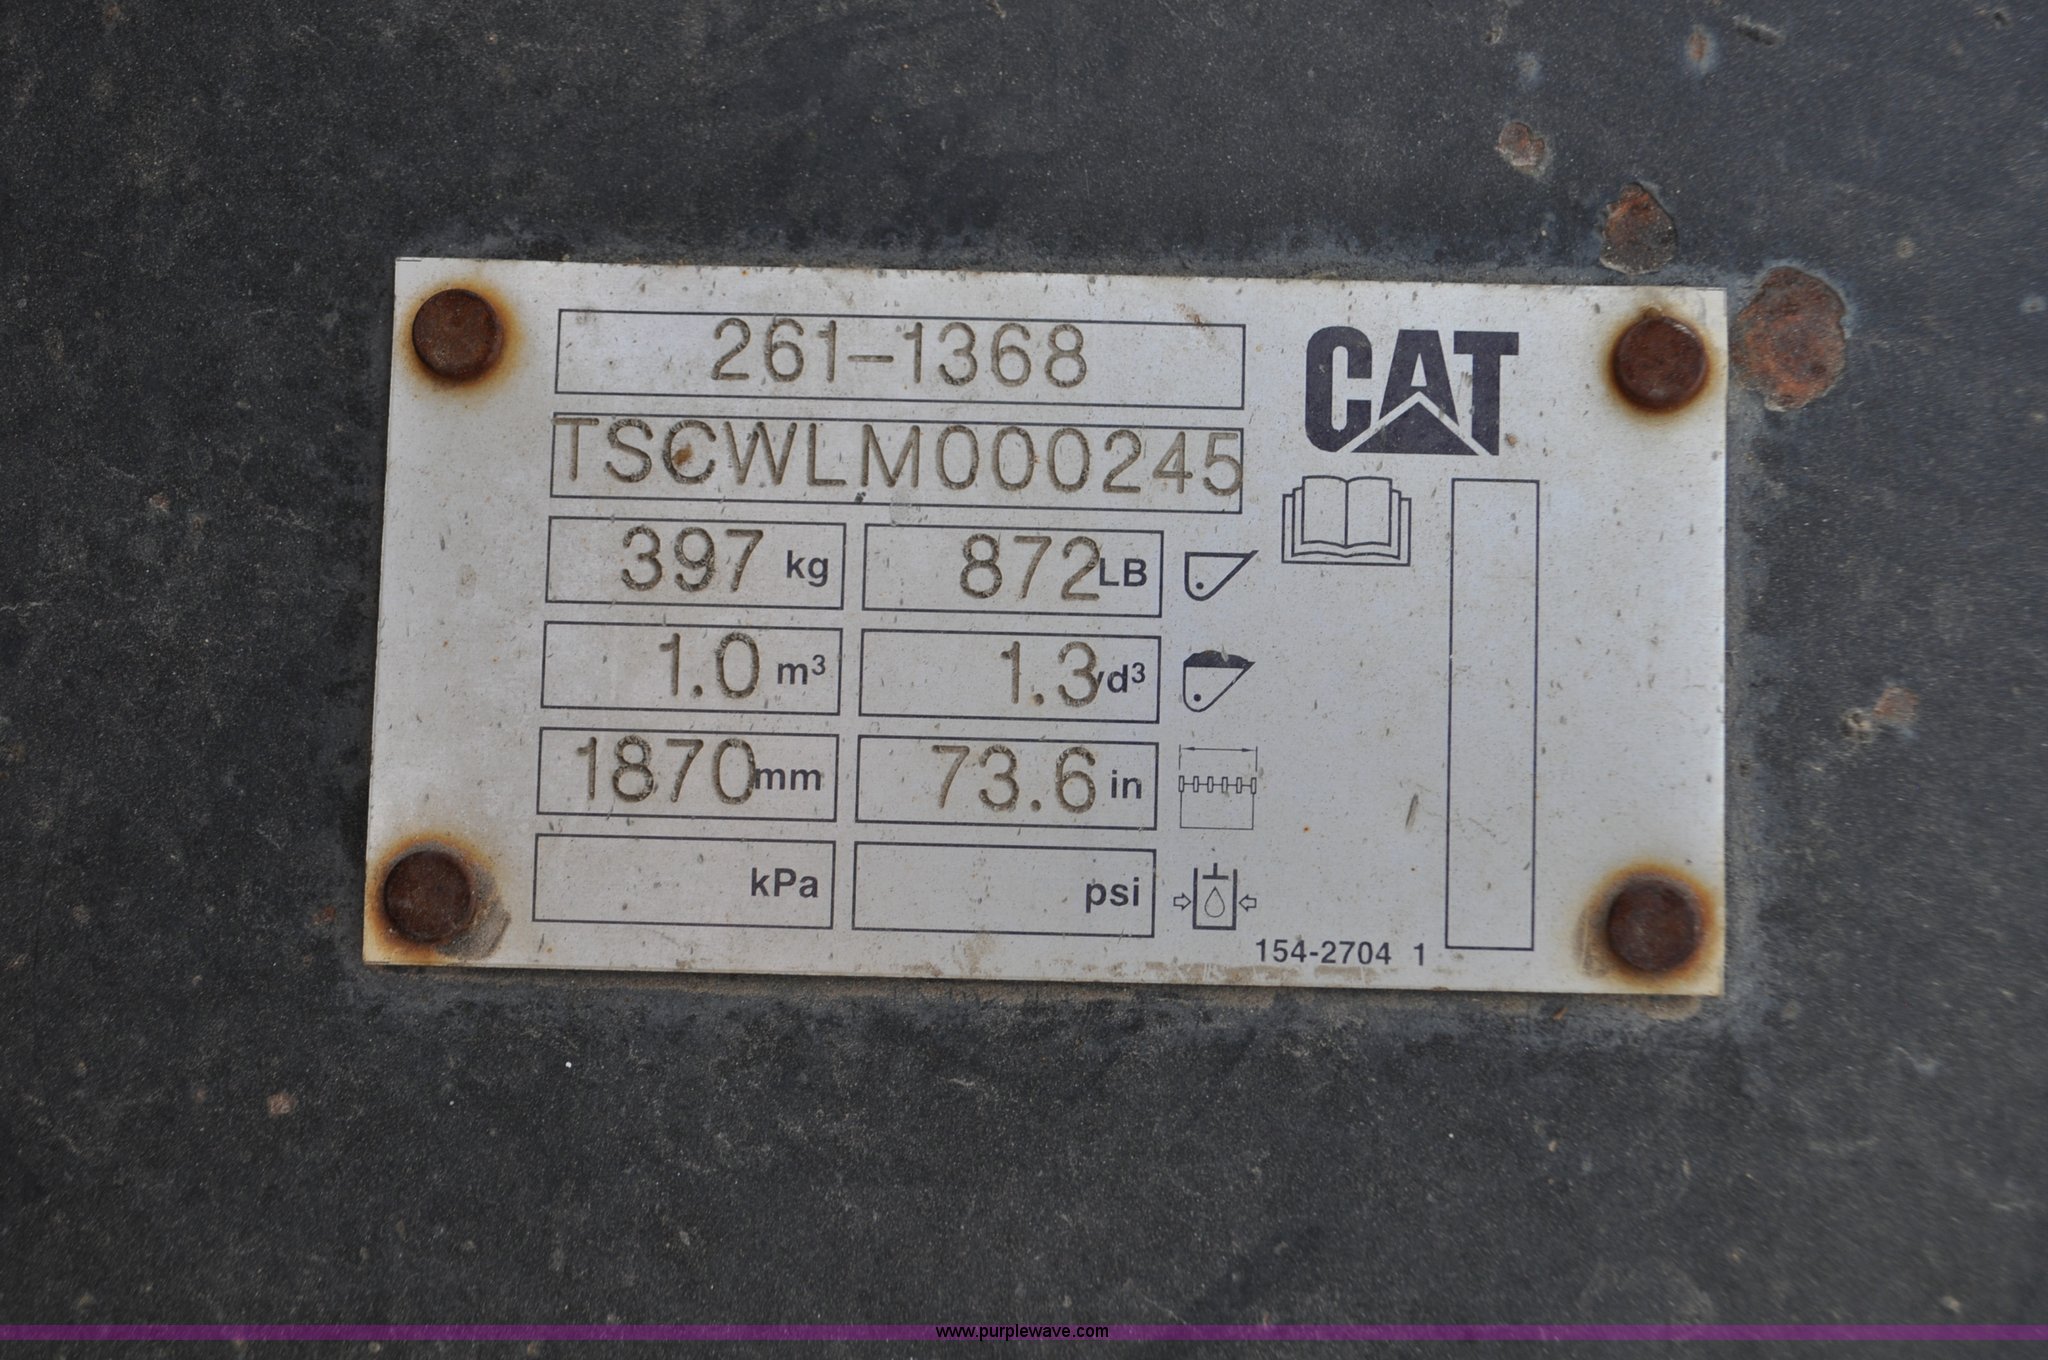 261-1368
CAT
TSCWLM000245
397 kg 872 LB
1.0 m³ 1.3 yd³
1870 mm 73.6 in
kPa psi
154-2704 1
www.purplewave.com